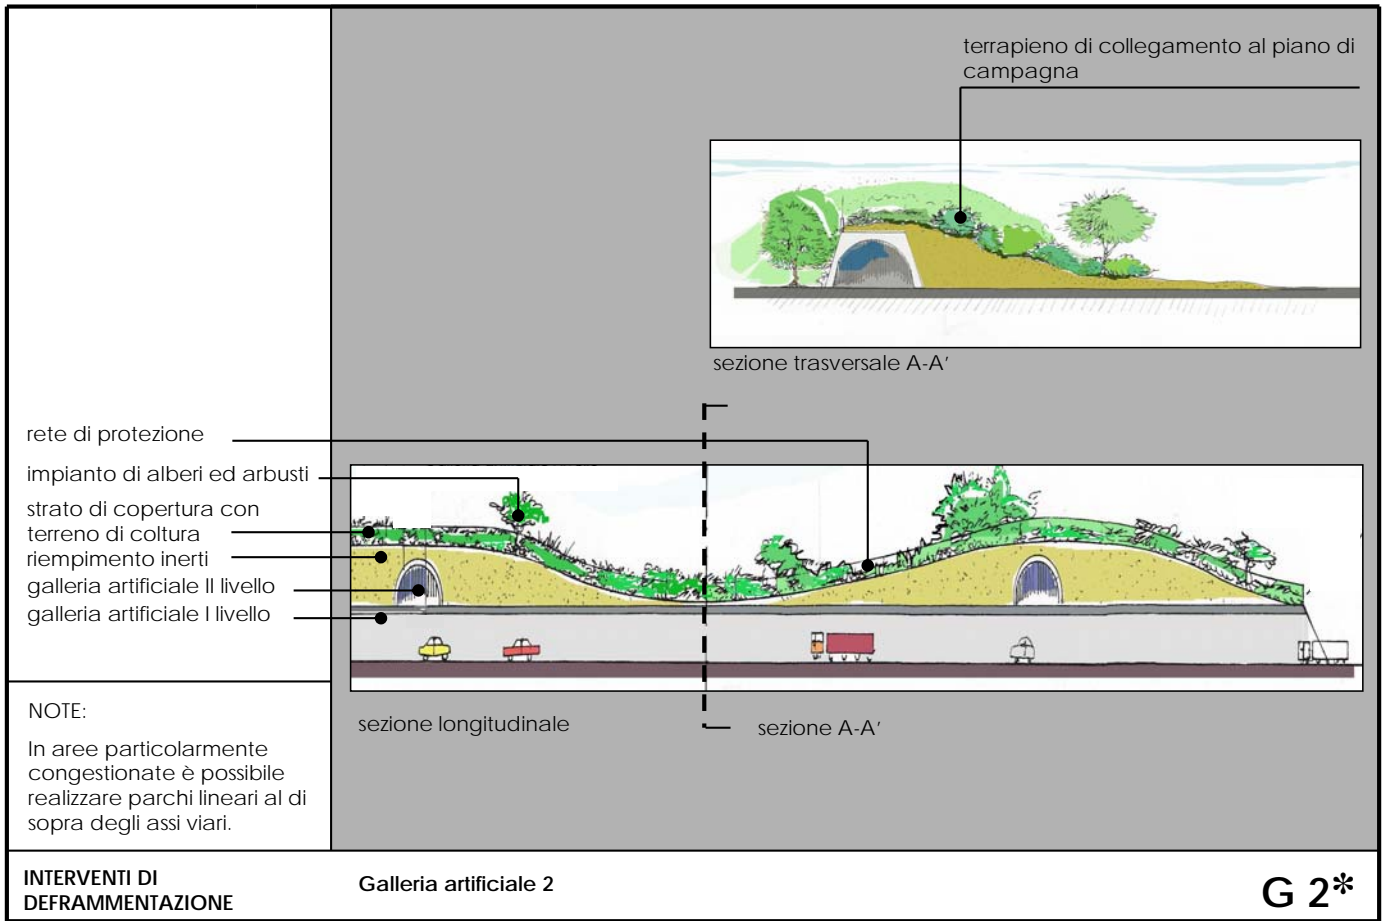 terrapieno di collegamento al piano di
campagna
sezione trasversale A-A'
rete di protezione
impianto di alberi ed arbusti
strato di copertura con
terreno di coltura
riempimento inerti
galleria artificiale II livello
galleria artificiale I livello
sezione longitudinale
sezione A-A'
NOTE:
In aree particolarmente
congestionate è possibile
realizzare parchi lineari al di
sopra degli assi viari.
INTERVENTI DI
DEFRAMMENTAZIONE
Galleria artificiale 2
G 2*